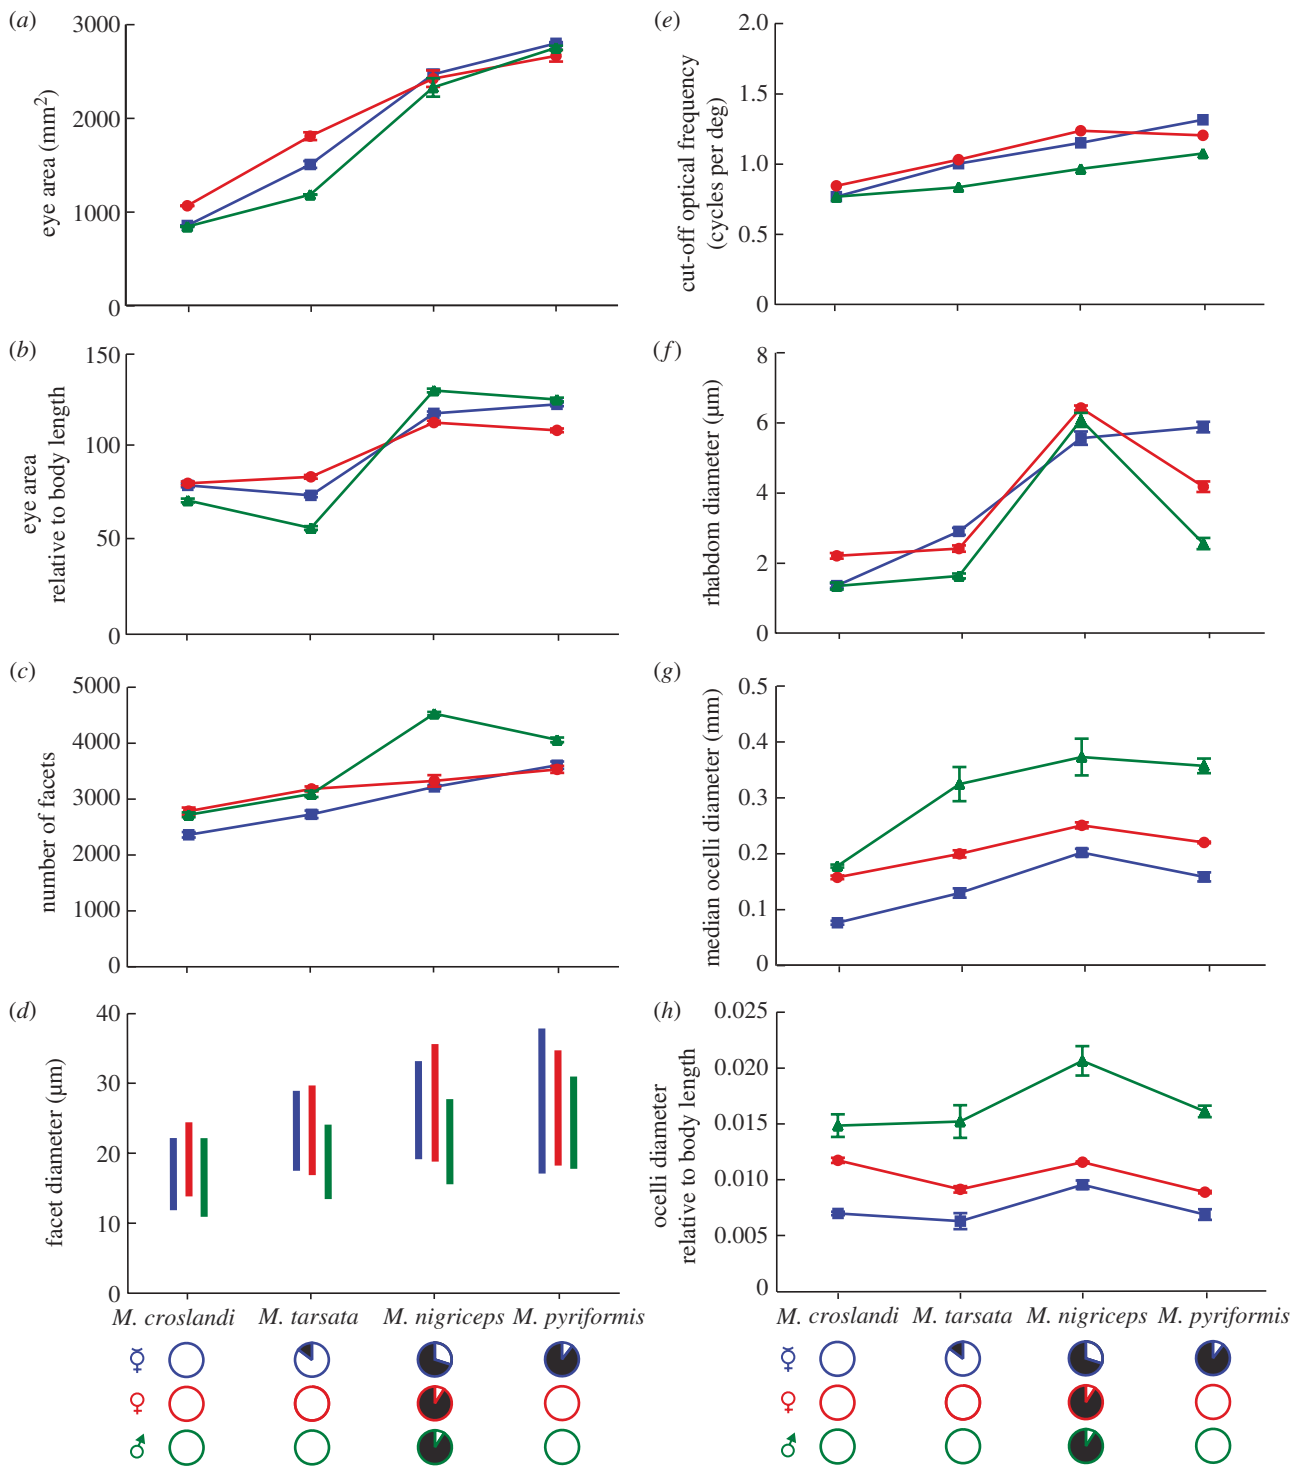 (a)
3000
2000
1000
0
eye area (mm²)
(b)
150
100
50
0
eye area
relative to body length
(c)
5000
4000
3000
2000
1000
0
number of facets
(d)
40
30
20
10
0
facet diameter (µm)
M. croslandi M. tarsata M. nigriceps M. pyriformis
(e)
2.0
1.5
1.0
0.5
0
cut-off optical frequency
(cycles per deg)
(f)
8
6
4
2
0
rhabdom diameter (µm)
(g)
0.5
0.4
0.3
0.2
0.1
0
median ocelli diameter (mm)
(h)
0.025
0.020
0.015
0.010
0.005
0
ocelli diameter
relative to body length
M. croslandi M. tarsata M. nigriceps M. pyriformis